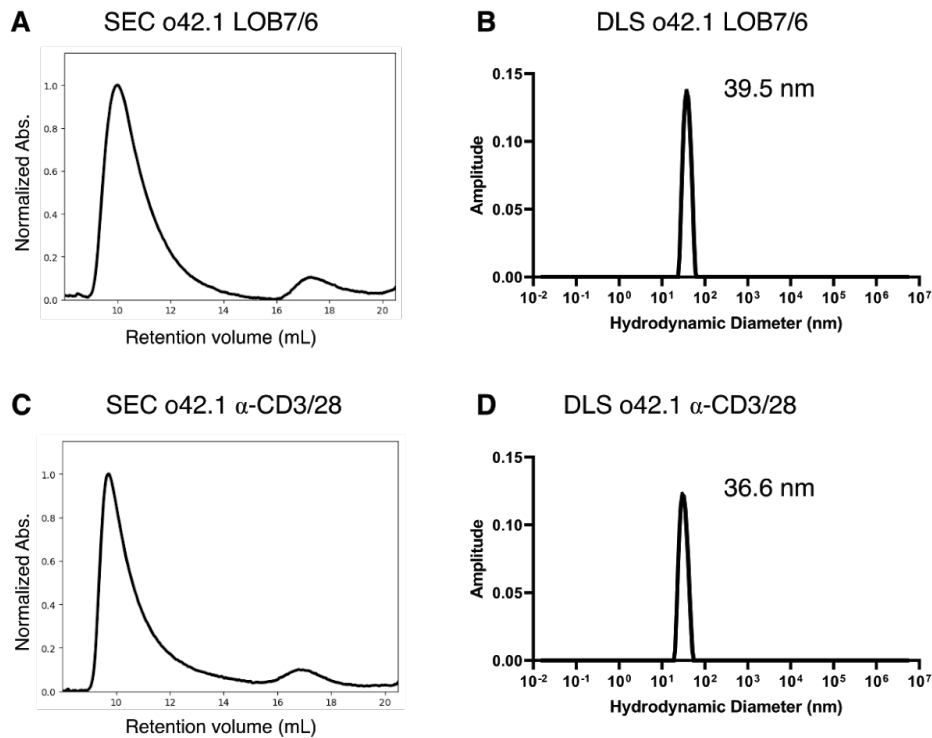 A SEC o42.1 LOB7/6
Normalized Abs.
1.0
0.8
0.6
0.4
0.2
0.0
10 12 14 16 18 20
Retention volume (mL)
B DLS o42.1 LOB7/6
39.5 nm
Amplitude
0.15
0.10
0.05
0.00
10⁻² 10⁻¹ 10⁰ 10¹ 10² 10³ 10⁴ 10⁵ 10⁶ 10⁷
Hydrodynamic Diameter (nm)
C SEC o42.1 α-CD3/28
Normalized Abs.
1.0
0.8
0.6
0.4
0.2
0.0
10 12 14 16 18 20
Retention volume (mL)
D DLS o42.1 α-CD3/28
36.6 nm
Amplitude
0.15
0.10
0.05
0.00
10⁻² 10⁻¹ 10⁰ 10¹ 10² 10³ 10⁴ 10⁵ 10⁶ 10⁷
Hydrodynamic Diameter (nm)